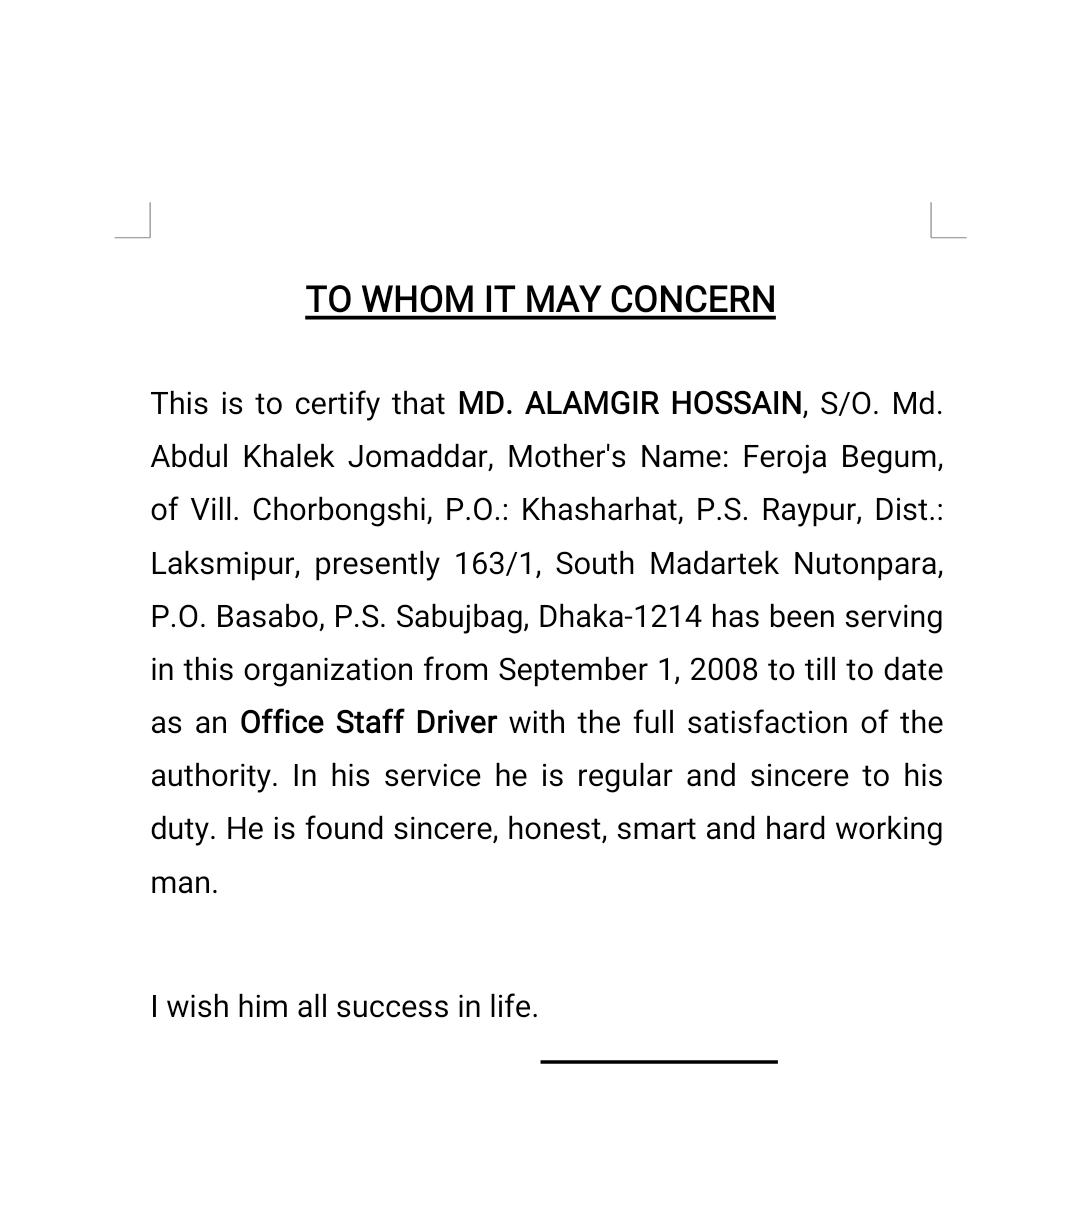 TO WHOM IT MAY CONCERN
This is to certify that MD. ALAMGIR HOSSAIN, S/O. Md.
Abdul Khalek Jomaddar, Mother's Name: Feroja Begum,
of Vill. Chorbongshi, P.O.: Khasharhat, P.S. Raypur, Dist.:
Laksmipur, presently 163/1, South Madartek Nutonpara,
P.O. Basabo, P.S. Sabujbag, Dhaka-1214 has been serving
in this organization from September 1, 2008 to till to date
as an Office Staff Driver with the full satisfaction of the
authority. In his service he is regular and sincere to his
duty. He is found sincere, honest, smart and hard working
man.
I wish him all success in life.